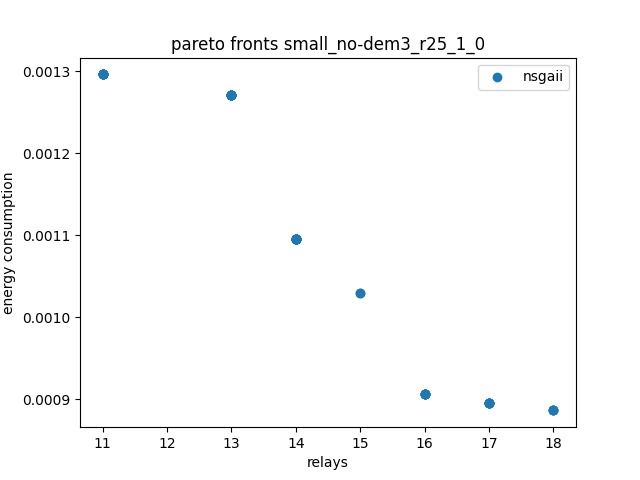 pareto fronts small_no-dem3_r25_1_0
nsgaii
energy consumption
0.0013
0.0012
0.0011
0.0010
0.0009
11 12 13 14 15 16 17 18
relays